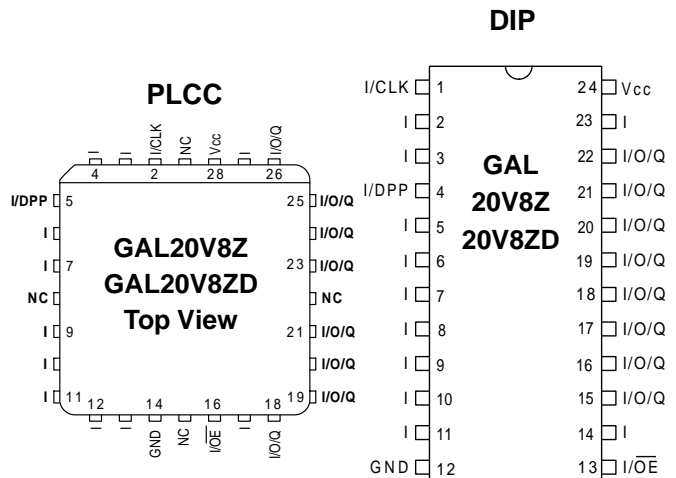 DIP
PLCC
I I I/CLK NC Vcc I I/O/Q
4 2 28 26
I/DPP 5 25 I/O/Q
I I/O/Q
I 7 GAL20V8Z 23 I/O/Q
NC GAL20V8ZD NC
I 9 Top View 21 I/O/Q
I I/O/Q
I 11 19 I/O/Q
12 14 16 18
I I GND NC I/O̅E̅ I I/O/Q
I/CLK 1 24 Vcc
I 2 23 I
I 3 22 I/O/Q
I/DPP 4 21 I/O/Q
I 5 20 I/O/Q
I 6 19 I/O/Q
I 7 18 I/O/Q
I 8 17 I/O/Q
I 9 16 I/O/Q
I 10 15 I/O/Q
I 11 14 I
GND 12 13 I/O̅E̅
GAL
20V8Z
20V8ZD